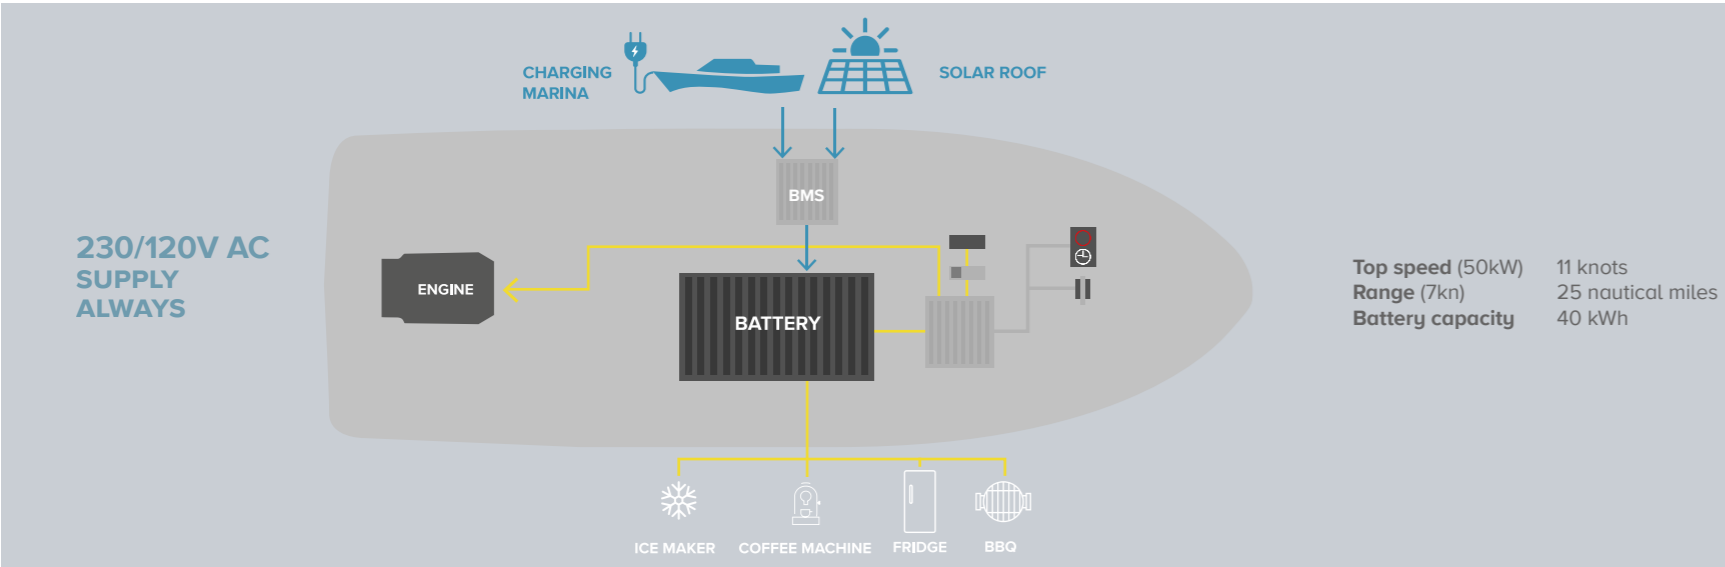 CHARGING
MARINA
SOLAR ROOF
BMS
230/120V AC
SUPPLY
ALWAYS
ENGINE
BATTERY
Top speed (50kW) 11 knots
Range (7kn) 25 nautical miles
Battery capacity 40 kWh
ICE MAKER COFFEE MACHINE FRIDGE BBQ